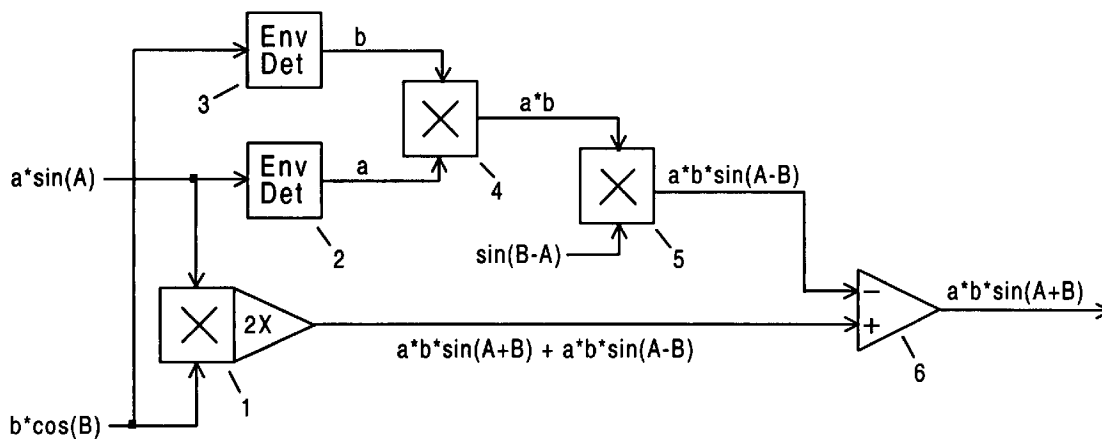 Env
Det
b
3
a*b
Env
Det
a
4
a*sin(A)
a*b*sin(A-B)
2
sin(B-A)
5
2X
−
+
a*b*sin(A+B)
a*b*sin(A+B) + a*b*sin(A-B)
6
1
b*cos(B)